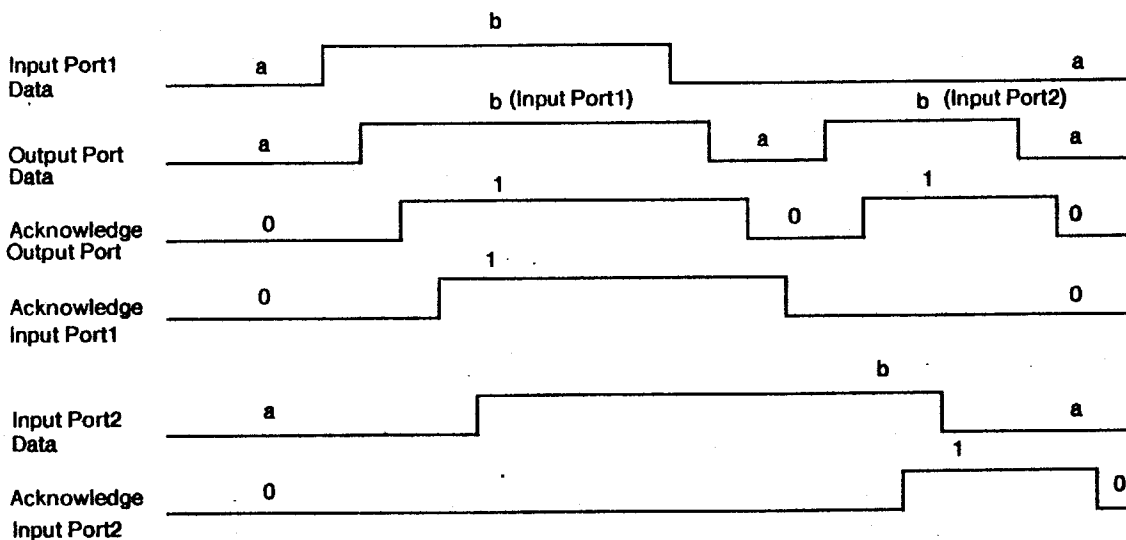 b
Input Port1
Data
a
a
b (Input Port1)
b (Input Port2)
Output Port
Data
a
a
a
1
1
Acknowledge
Output Port
0
0
0
1
Acknowledge
Input Port1
0
0
b
Input Port2
Data
a
a
1
Acknowledge
Input Port2
0
0